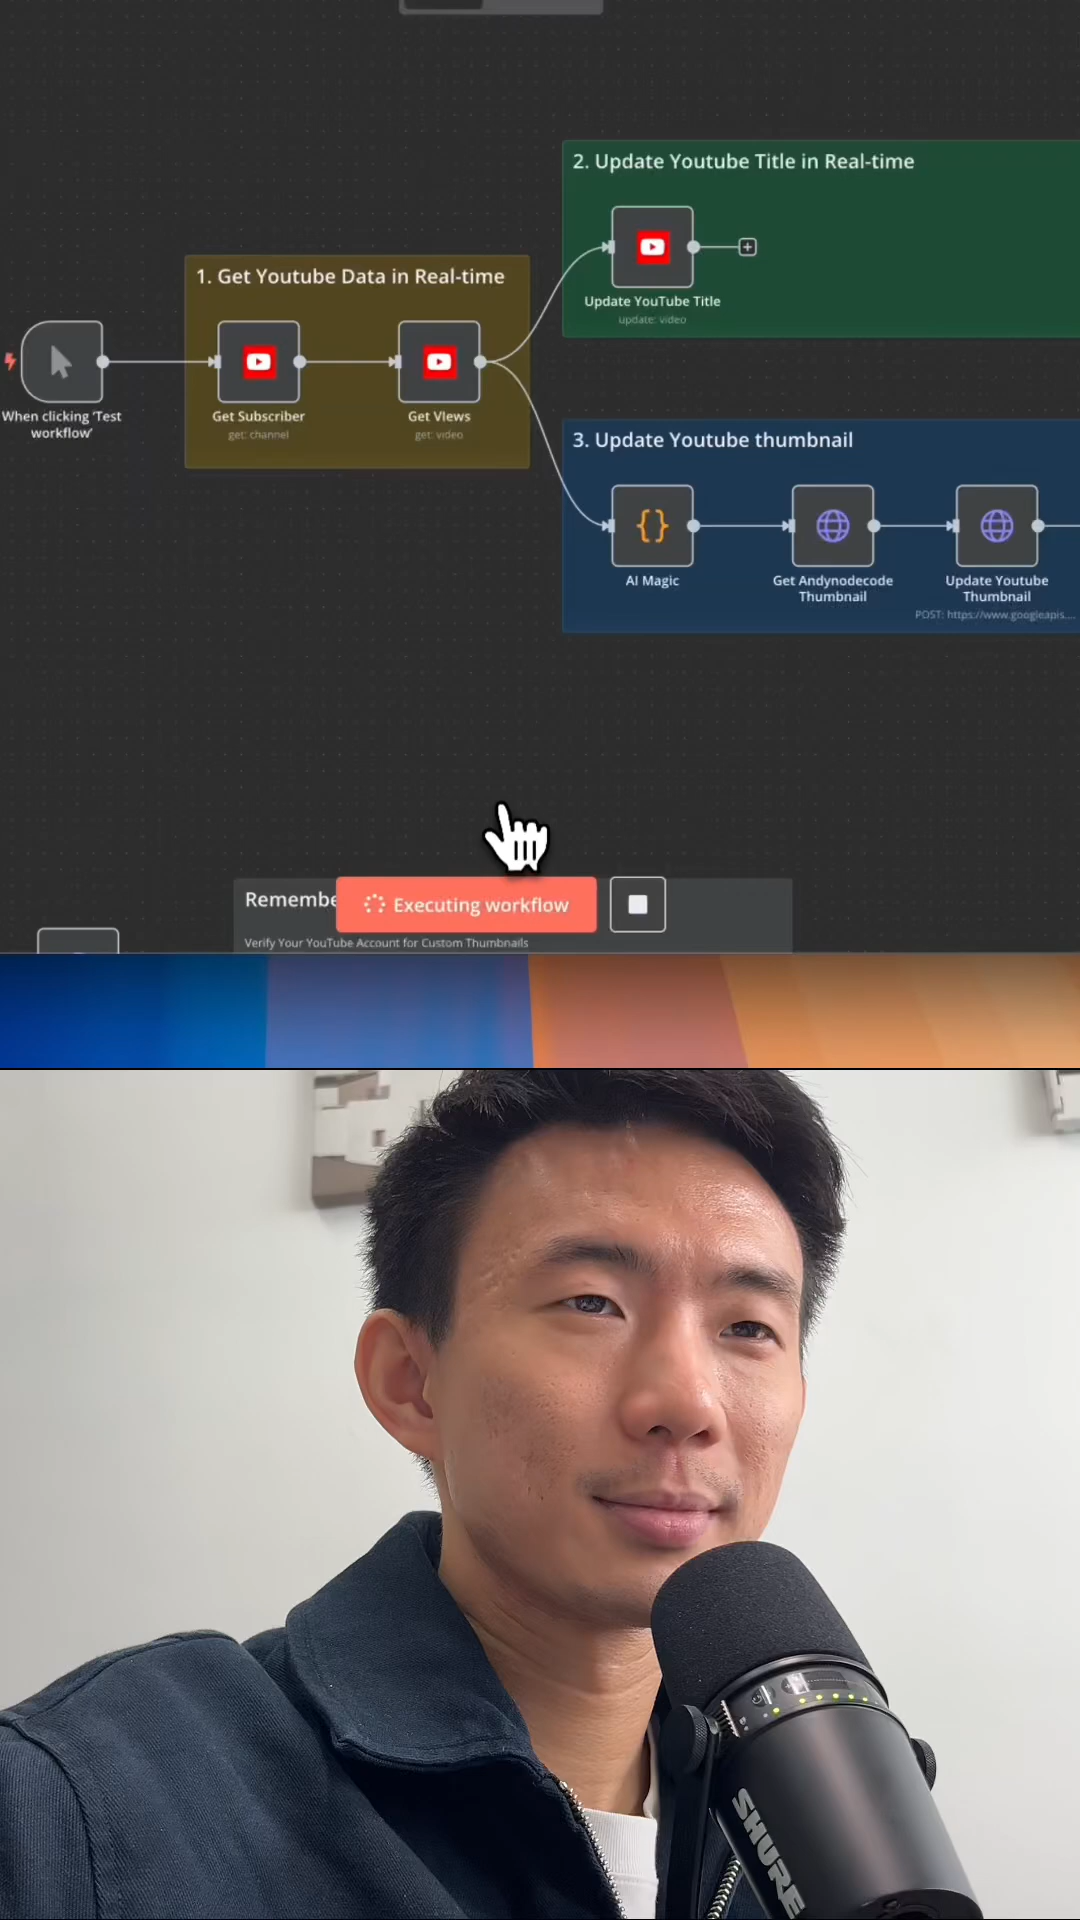 2. Update Youtube Title in Real-time
Update YouTube Title
update: video
1. Get Youtube Data in Real-time
When clicking ‘Test
workflow’
Get Subscriber
get: channel
Get VIews
get: video
3. Update Youtube thumbnail
{}
AI Magic
Get Andynodecode
Thumbnail
Update Youtube
Thumbnail
POST: https://www.googleapis....
Remembe
Executing workflow
Verify Your YouTube Account for Custom Thumbnails
SHURE